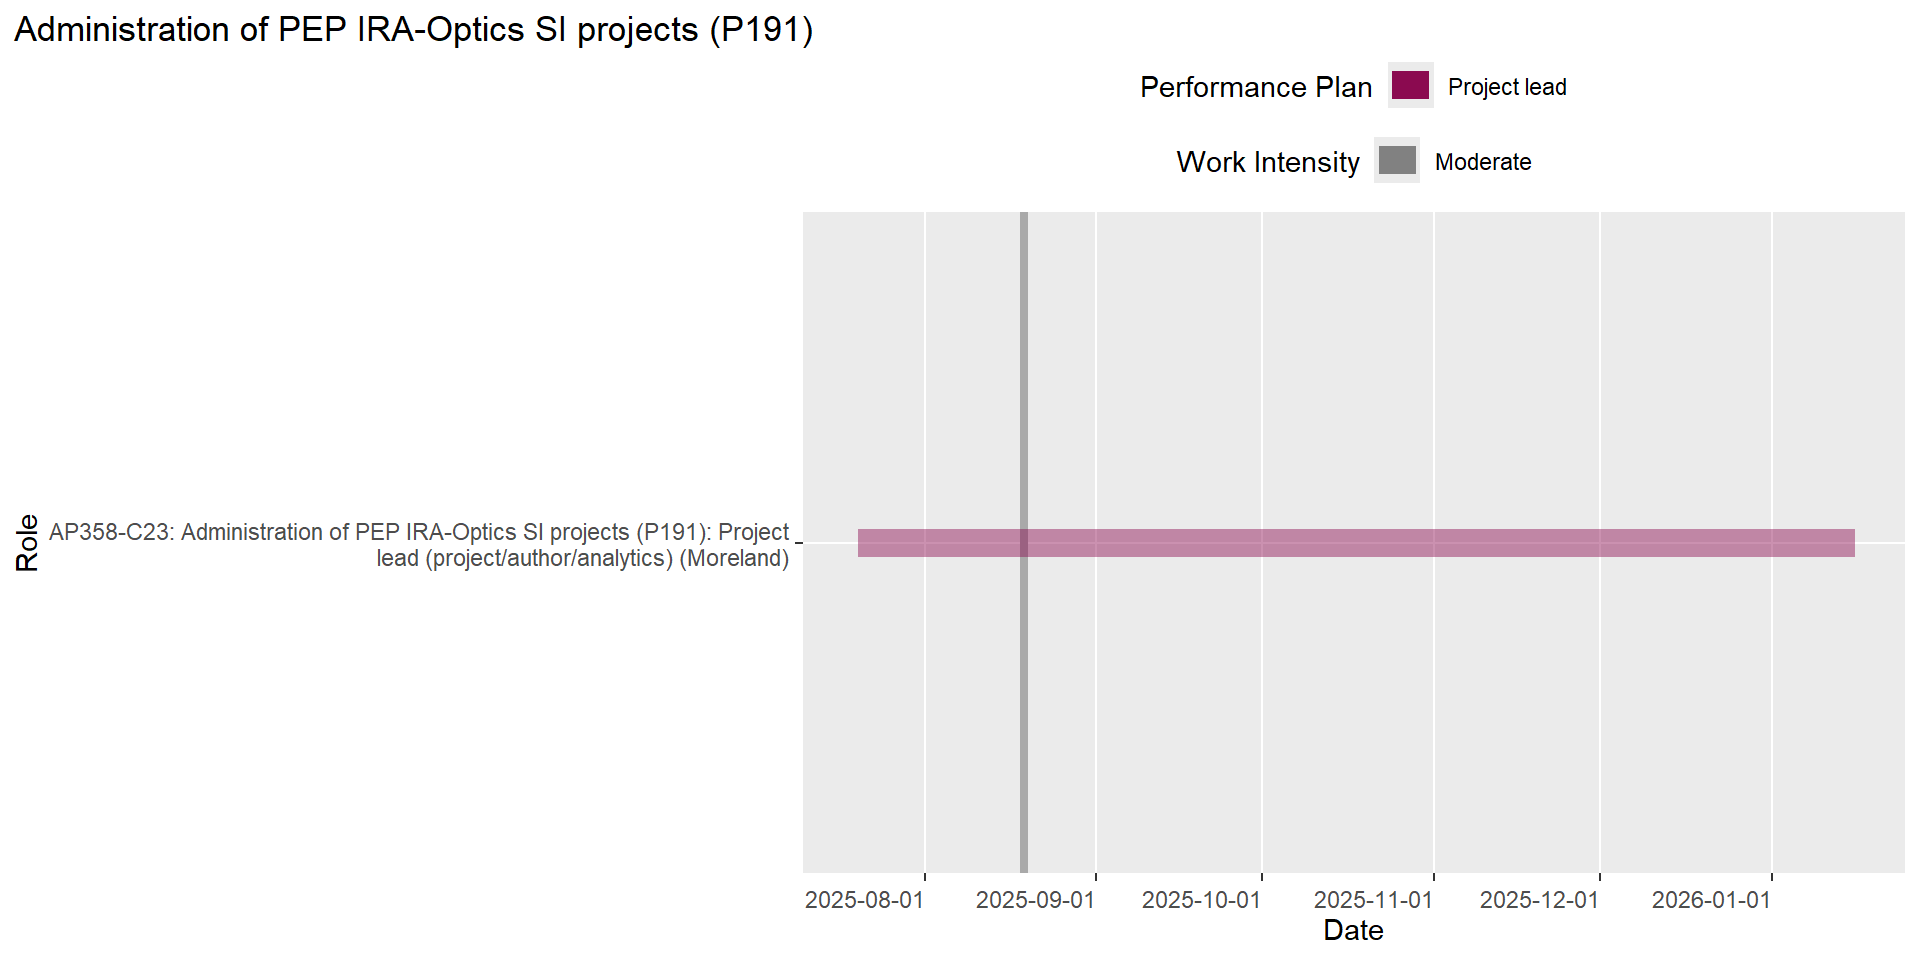 Administration of PEP IRA-Optics SI projects (P191)
Performance Plan
Project lead
Work Intensity
Moderate
Role
AP358-C23: Administration of PEP IRA-Optics SI projects (P191): Project
lead (project/author/analytics) (Moreland)
2025-08-01
2025-09-01
2025-10-01
2025-11-01
2025-12-01
2026-01-01
Date